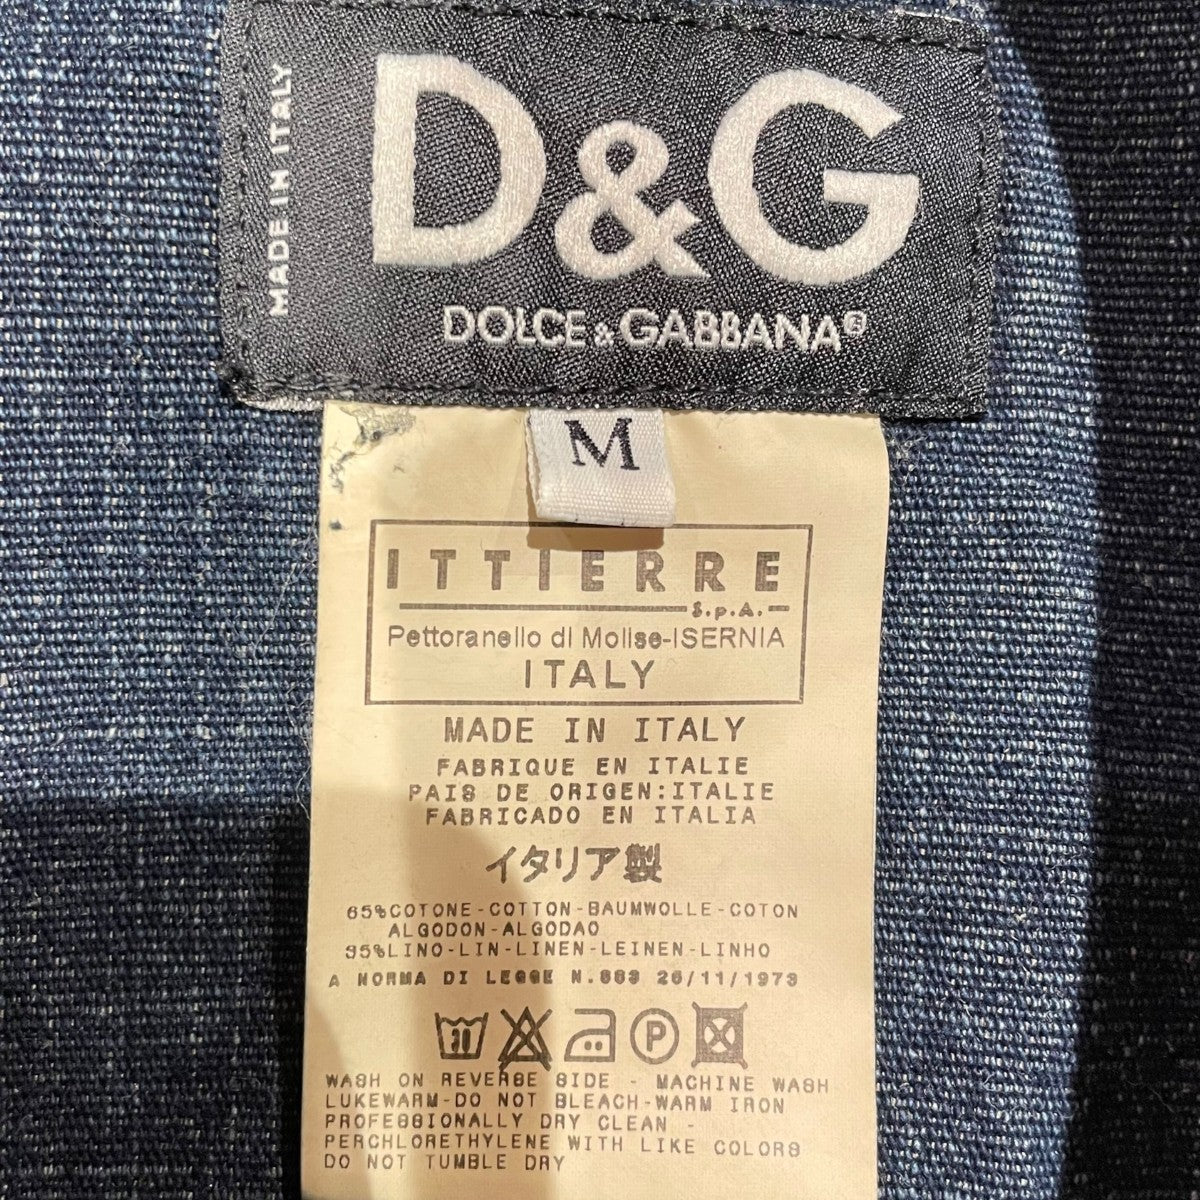 MADE IN ITALY
D&G
DOLCE & GABBANA®
M
ITTIERRE
S.p.A.
Pettoranello di Molise-ISERNIA
ITALY
MADE IN ITALY
FABRIQUE EN ITALIE
PAIS DE ORIGEN:ITALIE
FABRICADO EN ITALIA
イタリア製
65%COTONE-COTTON-BAUMWOLLE-COTON
ALGODON-ALGODAO
35%LINO-LIN-LINEN-LEINEN-LINHO
A NORMA DI LEGGE N.883 26/11/1973
30
P
WASH ON REVERSE SIDE - MACHINE WASH
LUKEWARM-DO NOT BLEACH-WARM IRON
PROFESSIONALLY DRY CLEAN -
PERCHLORETHYLENE WITH LIKE COLORS
DO NOT TUMBLE DRY